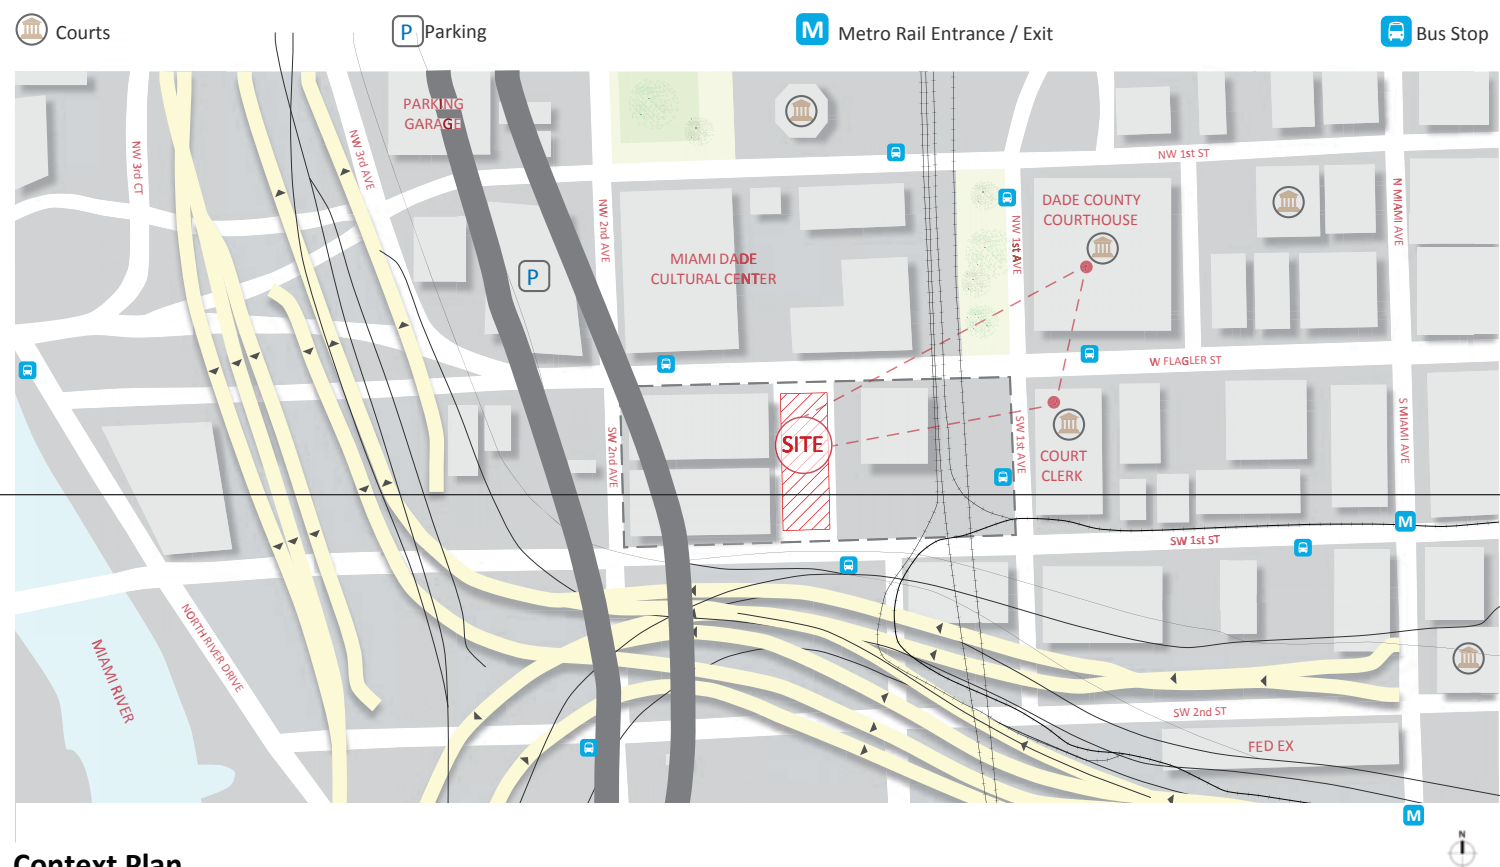 Courts
P Parking
M Metro Rail Entrance / Exit
Bus Stop
PARKING
GARAGE
NW 3rd CT
NW 3rd AVE
NW 1st ST
DADE COUNTY
COURTHOUSE
NW 2nd AVE
NW 1st AVE
N MIAMI AVE
MIAMI DADE
CULTURAL CENTER
P
W FLAGLER ST
SW 2nd AVE
SITE
SW 1st AVE
COURT
CLERK
S MIAMI AVE
M
SW 1st ST
NORTH RIVER DRIVE
MIAMI RIVER
SW 2nd ST
FED EX
M
N
Context Plan